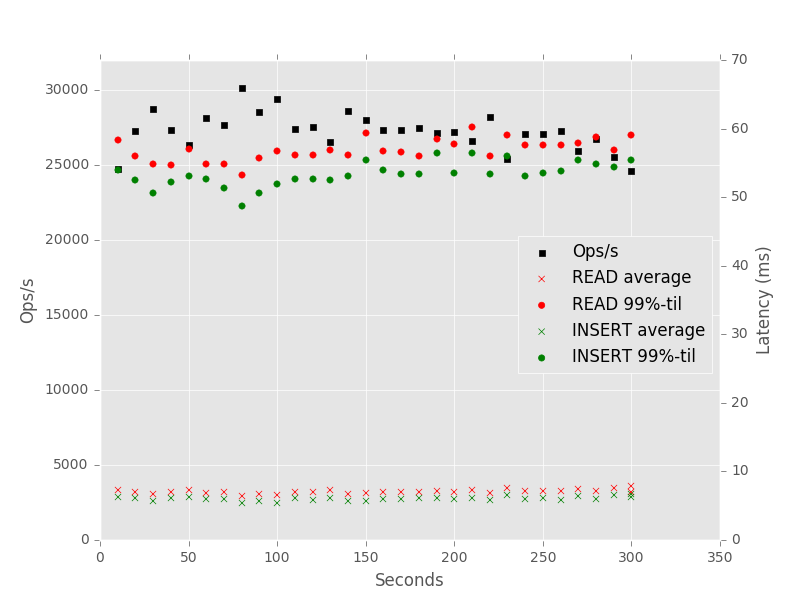 30000
25000
20000
15000
10000
5000
0
Ops/s
0
50
100
150
200
250
300
350
Seconds
70
60
50
40
30
20
10
0
Latency (ms)
Ops/s
READ average
READ 99%-til
INSERT average
INSERT 99%-til